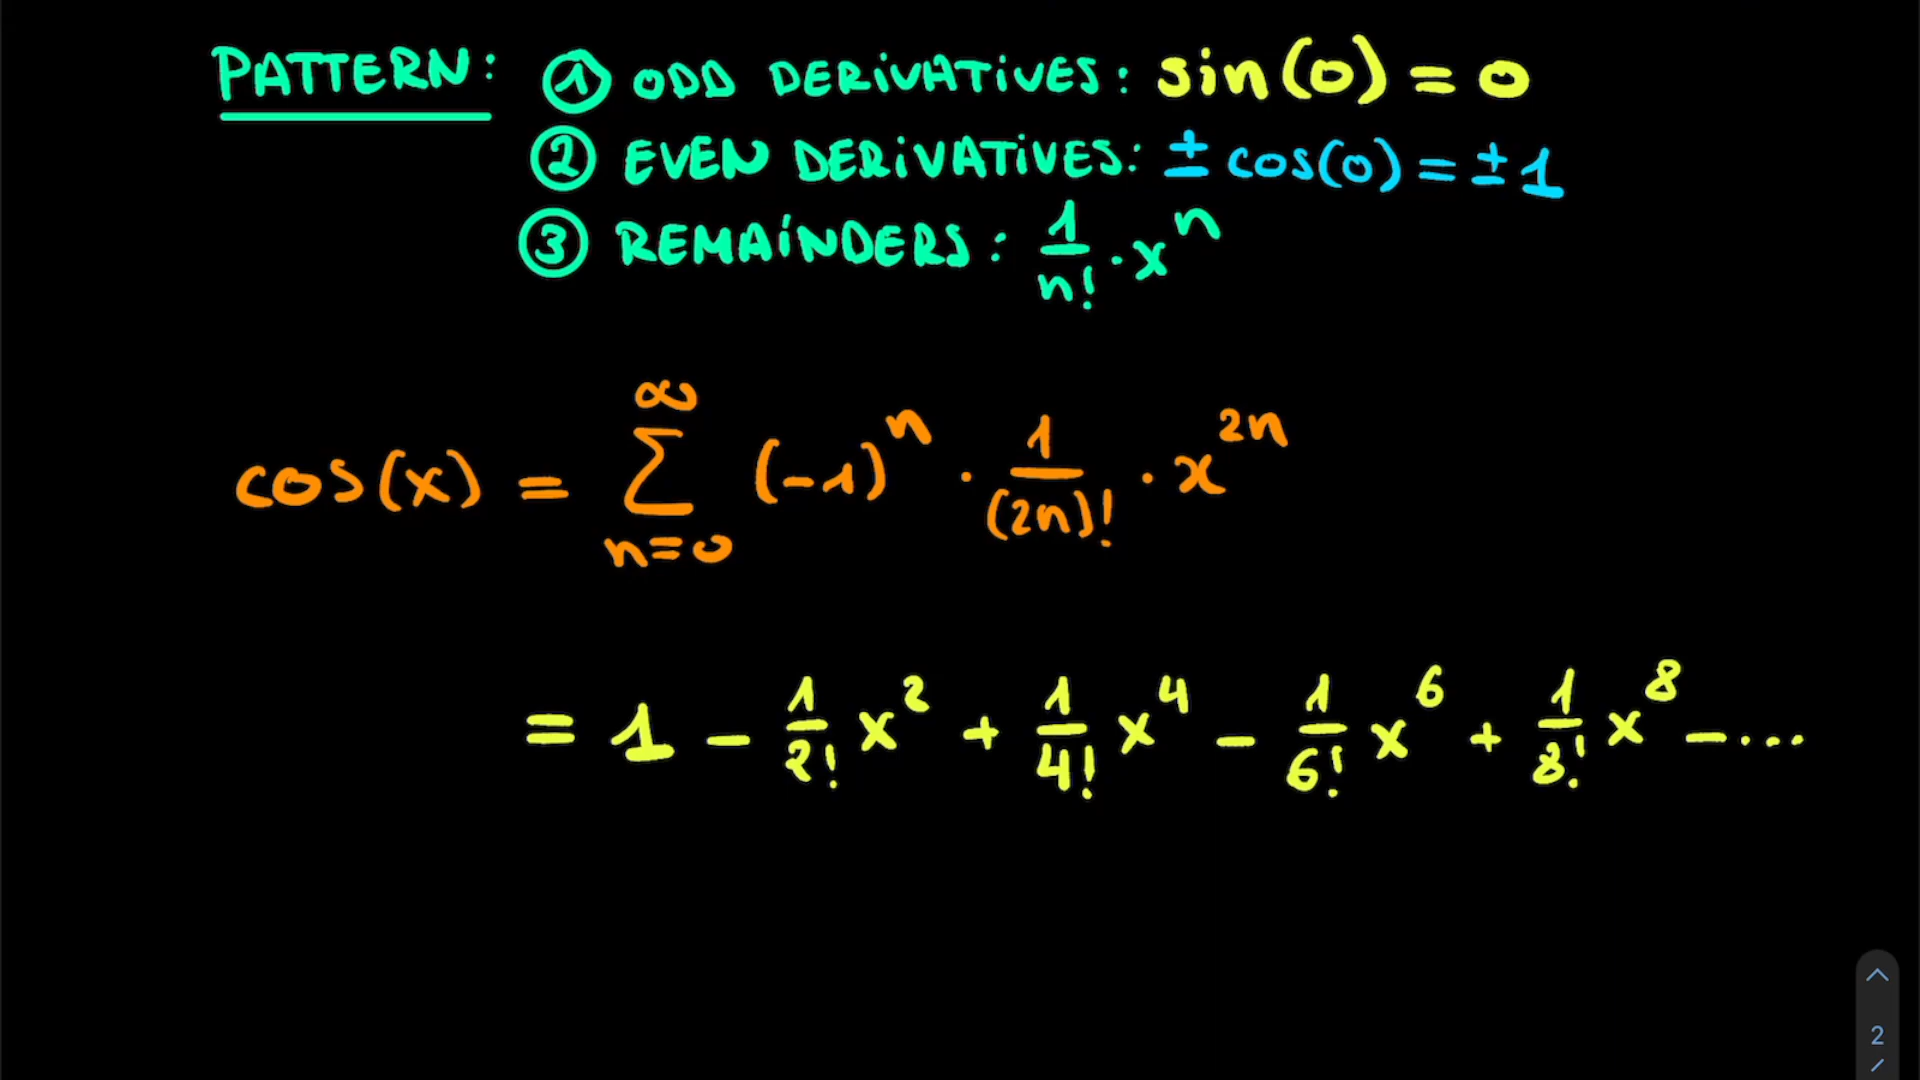 PATTERN: ① ODD DERIVATIVES: sin(0) = 0
② EVEN DERIVATIVES: ± cos(0) = ± 1
③ REMAINDERS: 1/n! · x^n
cos(x) = ∑_{n=0}^{∞} (-1)^n · 1/(2n)! · x^{2n}
= 1 - 1/2! x^2 + 1/4! x^4 - 1/6! x^6 + 1/8! x^8 - ...
2
/